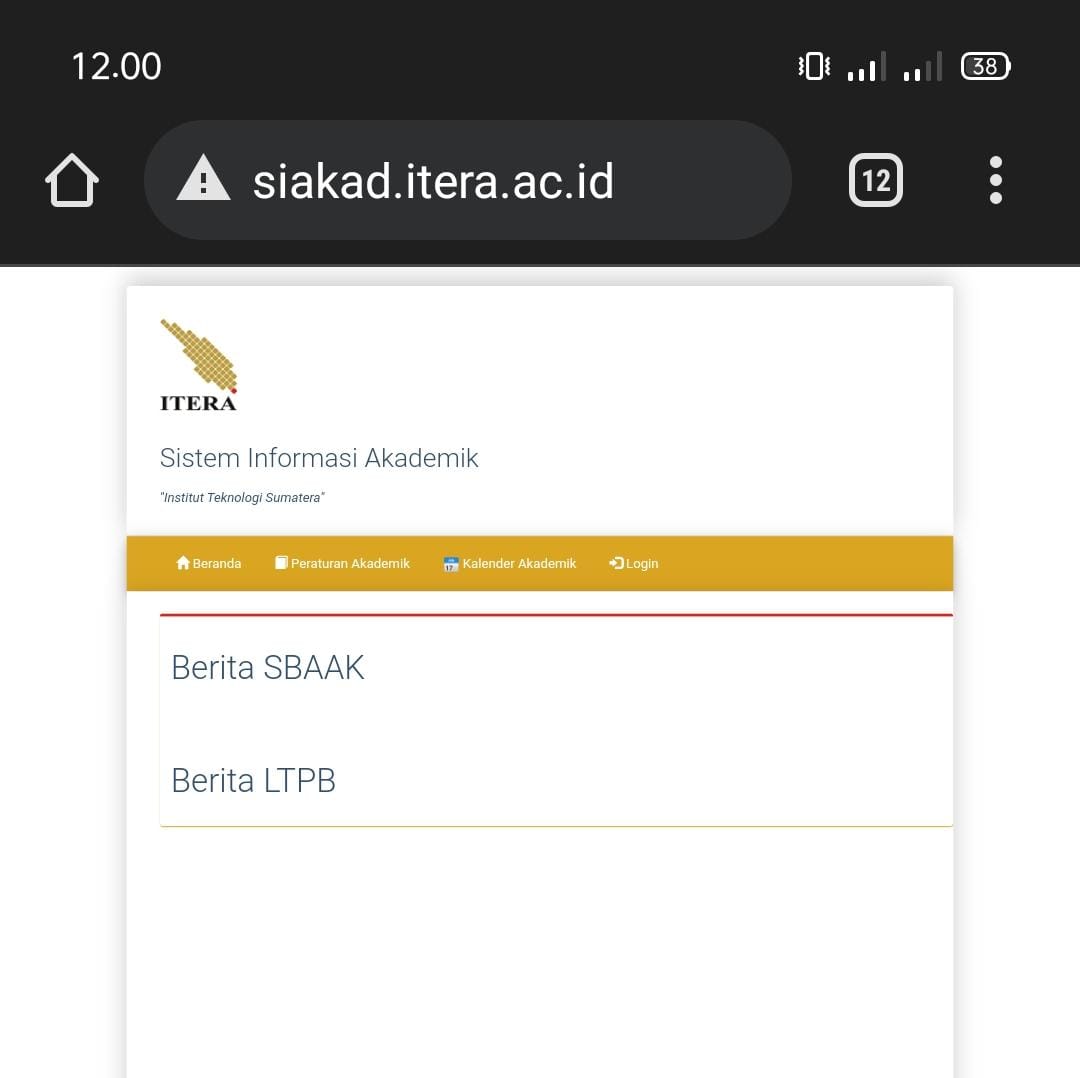 12.00
38
siakad.itera.ac.id
12
ITERA
Sistem Informasi Akademik
"Institut Teknologi Sumatera"
Beranda Peraturan Akademik 17 Kalender Akademik Login
Berita SBAAK
Berita LTPB